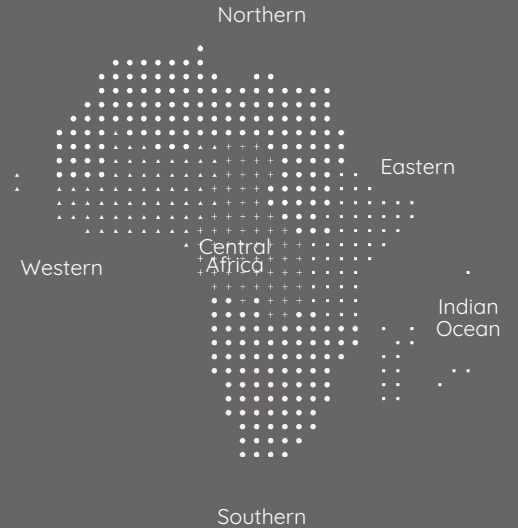 Northern
Eastern
Central
Africa
Western
Indian
Ocean
Southern